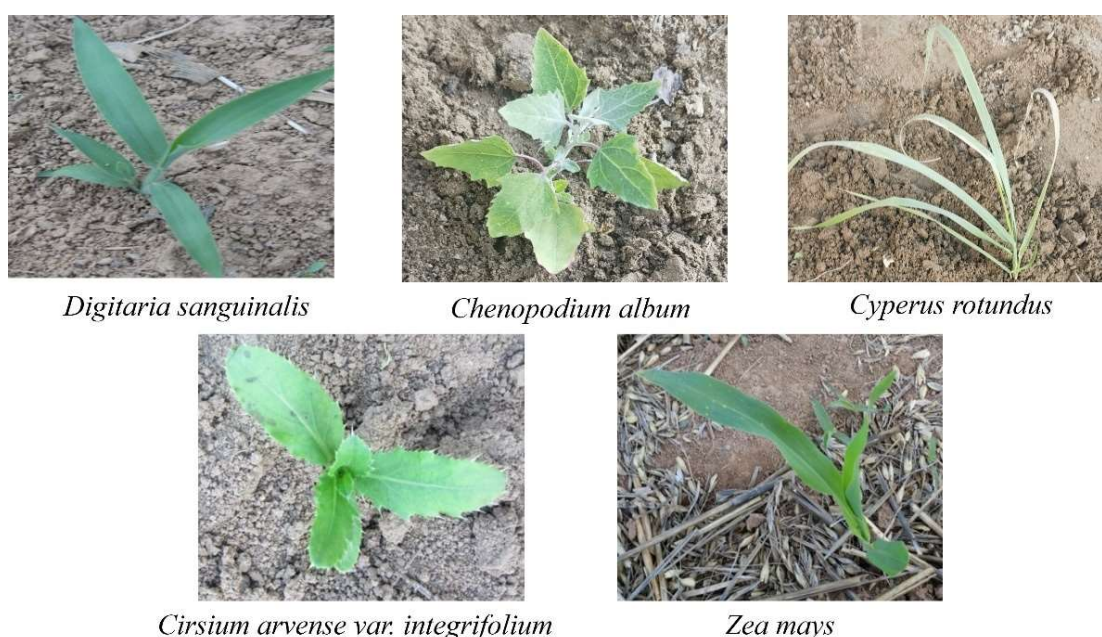 Digitaria sanguinalis
Chenopodium album
Cyperus rotundus
Cirsium arvense var. integrifolium
Zea mays